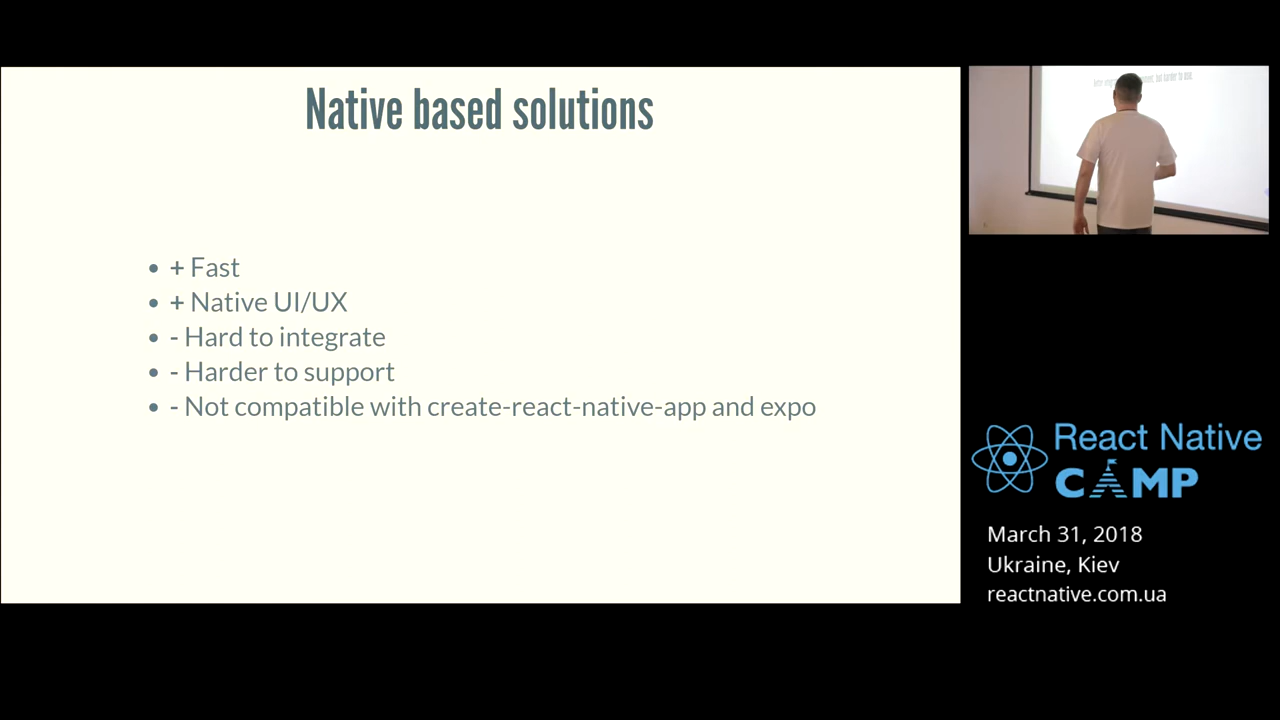 Native based solutions
+ Fast
+ Native UI/UX
- Hard to integrate
- Harder to support
- Not compatible with create-react-native-app and expo
React Native
CAMP
March 31, 2018
Ukraine, Kiev
reactnative.com.ua